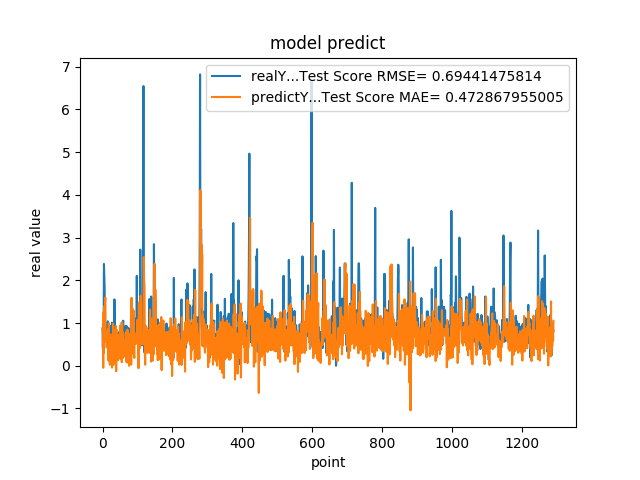 model predict
realY...Test Score RMSE= 0.69441475814
predictY...Test Score MAE= 0.472867955005
7
6
5
4
3
2
1
0
−1
real value
0 200 400 600 800 1000 1200
point